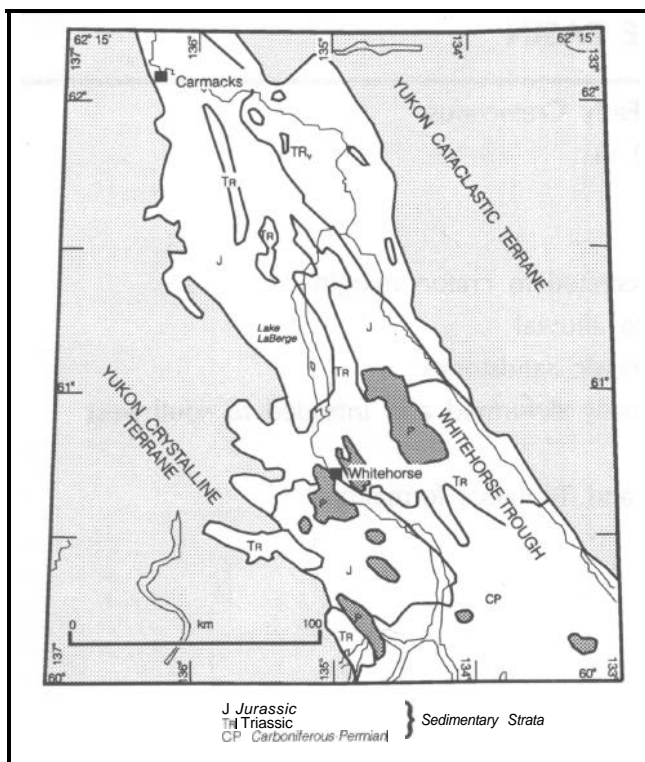 62° 15'
137°
136°
135°
134°
62° 15'
133°
Carmacks
62°
62°
YUKON CATACLASTIC TERRANE
TRv
TR
TR
J
Lake
LaBerge
J
TR
61°
61°
P
YUKON CRYSTALLINE
TERRANE
WHITEHORSE TROUGH
Whitehorse
TR
P
TR
J
CP
0 km 100
P
TR
137°
60°
136°
135°
134°
60°
133°
J Jurassic
TR Triassic
CP Carboniferous Permian
} Sedimentary Strata